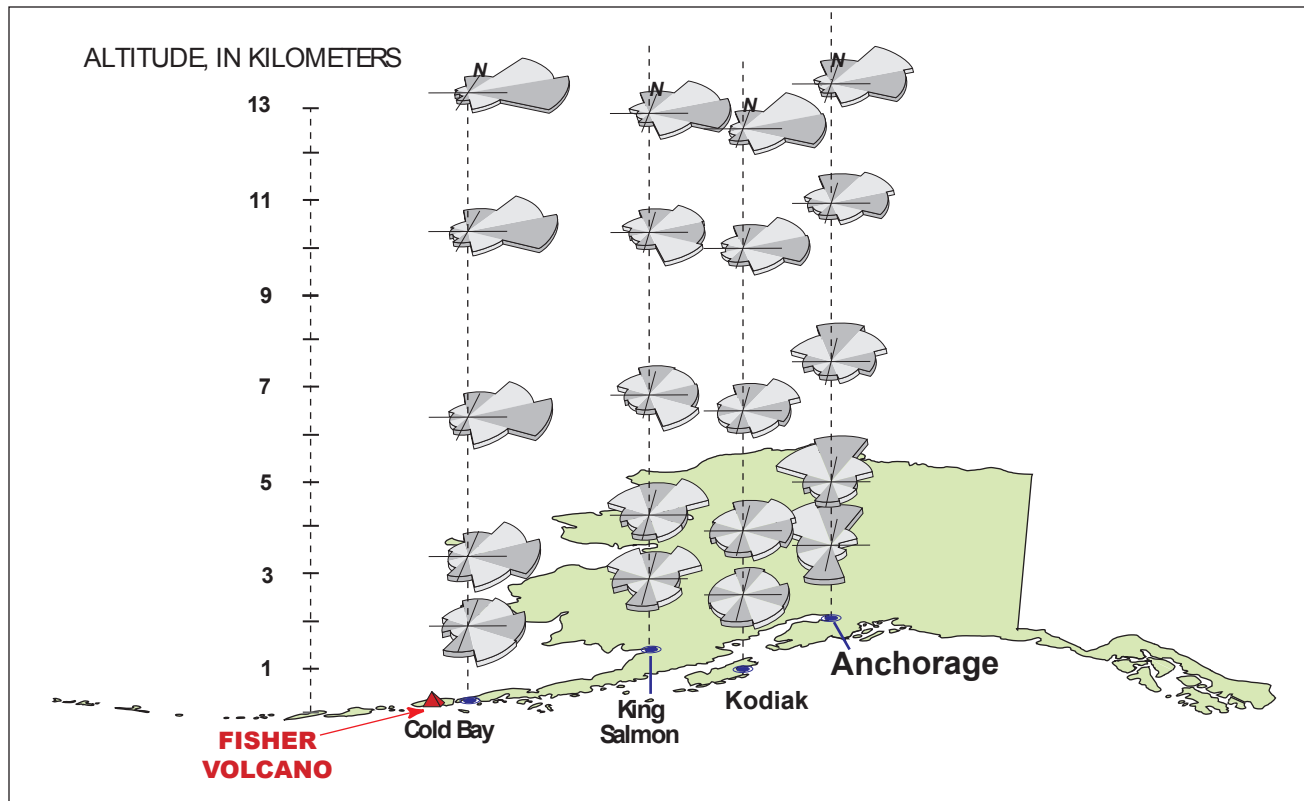 ALTITUDE, IN KILOMETERS
N
N
N
N
13
11
9
7
5
3
1
Anchorage
Kodiak
King
Salmon
Cold Bay
FISHER
VOLCANO